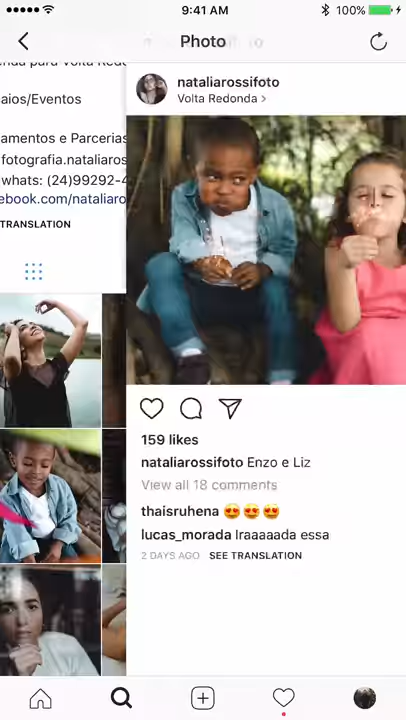 9:41 AM
100%
Photo
nataliarossifoto
Volta Redonda >
enda para Volta Redo
aios/Eventos
amentos e Parcerias
fotografia.nataliaros
whats: (24)99292-4
ebook.com/nataliaro
TRANSLATION
159 likes
nataliarossifoto Enzo e Liz
View all 18 comments
thaisruhena 😍😍😍
lucas_morada Iraaaaada essa
2 DAYS AGO SEE TRANSLATION